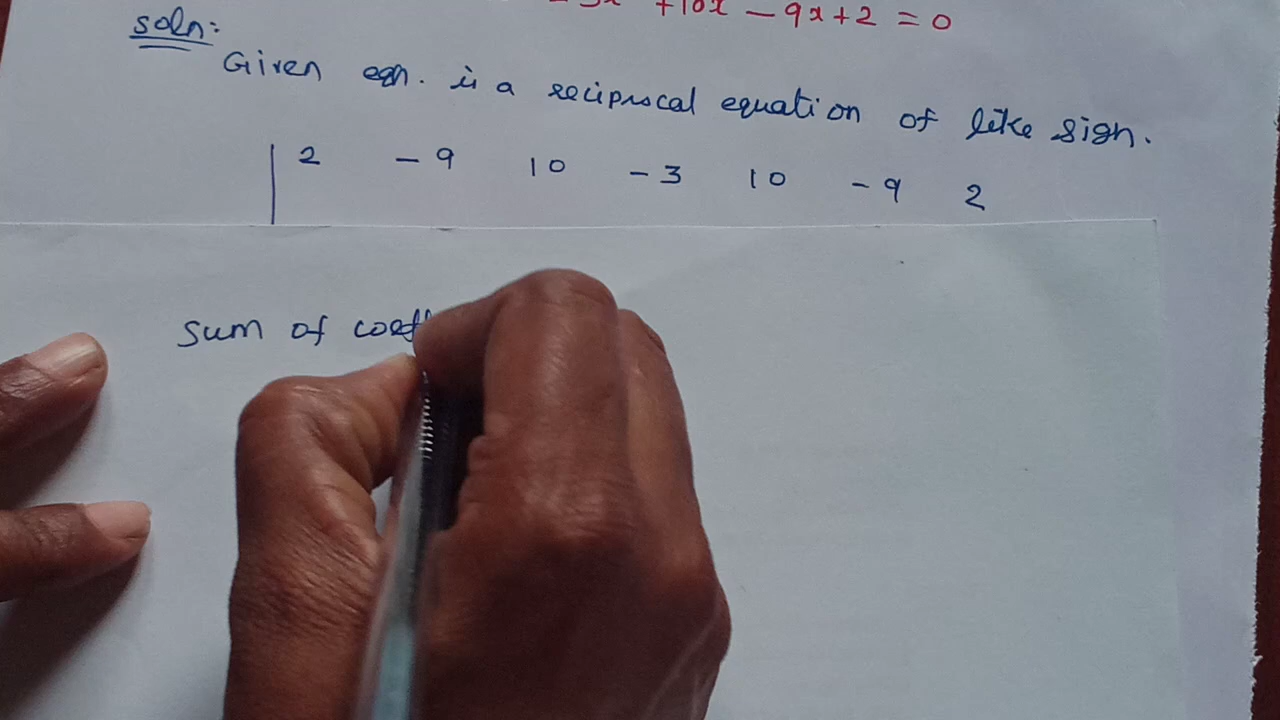 +10x - 9x + 2 = 0
soln:
Given eqn. is a reciprocal equation of like sign.
2 -9 10 -3 10 -9 2
sum of coeff